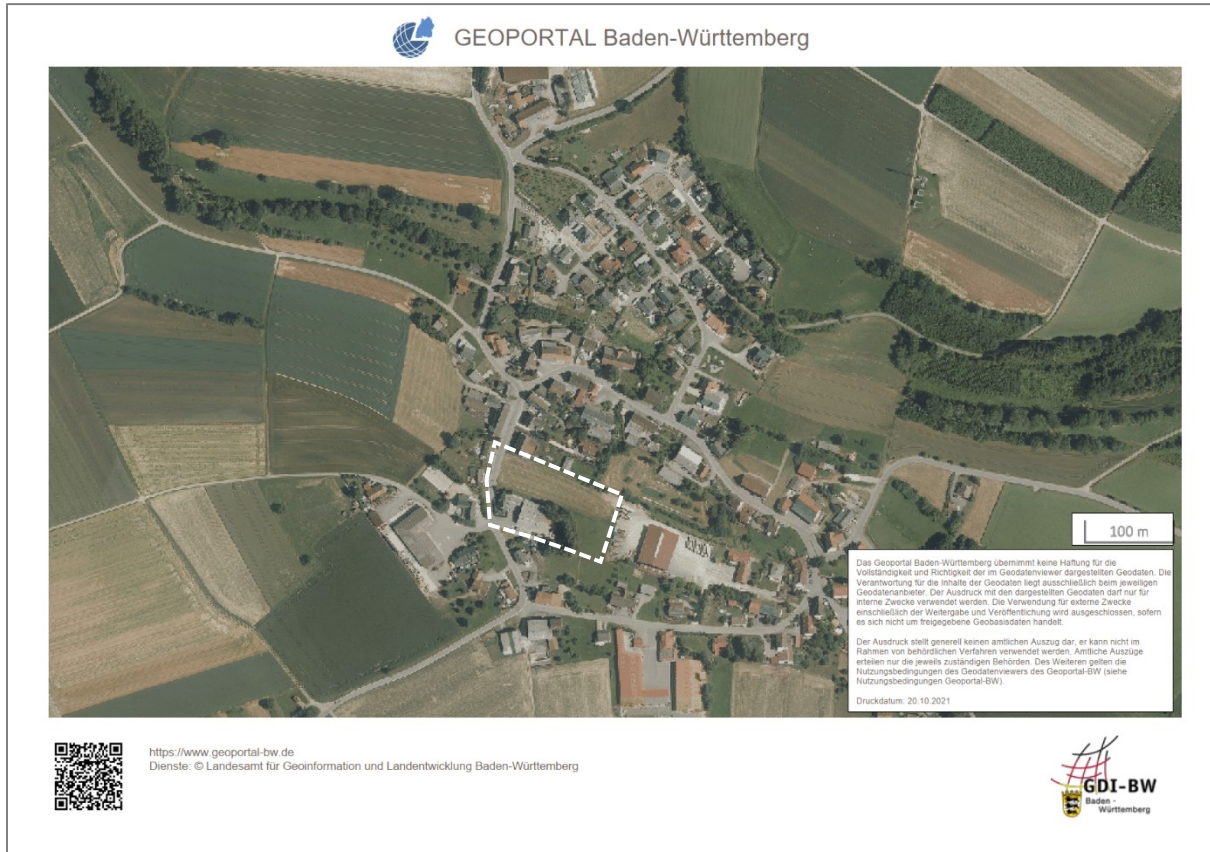 GEOPORTAL Baden-Württemberg
100 m
Das Geoportal Baden-Württemberg übernimmt keine Haftung für die
Vollständigkeit und Richtigkeit der im Geodatenviewer dargestellten Geodaten. Die
Verantwortung für die Inhalte der Geodaten liegt ausschließlich beim jeweiligen
Geodatenanbieter. Der Ausdruck mit den dargestellten Geodaten darf nur für
interne Zwecke verwendet werden. Die Verwendung für externe Zwecke
einschließlich der Weitergabe und Veröffentlichung wird ausgeschlossen, sofern
es sich nicht um freigegebene Geobasisdaten handelt.
Der Ausdruck stellt generell keinen amtlichen Auszug dar, er kann nicht im
Rahmen von behördlichen Verfahren verwendet werden. Amtliche Auszüge
erteilen nur die jeweils zuständigen Behörden. Des Weiteren gelten die
Nutzungsbedingungen des Geodatenviewers des Geoportal-BW (siehe
Nutzungsbedingungen Geoportal-BW).
Druckdatum: 20.10.2021
https://www.geoportal-bw.de
Dienste: © Landesamt für Geoinformation und Landentwicklung Baden-Württemberg
GDI-BW
Baden -
Württemberg